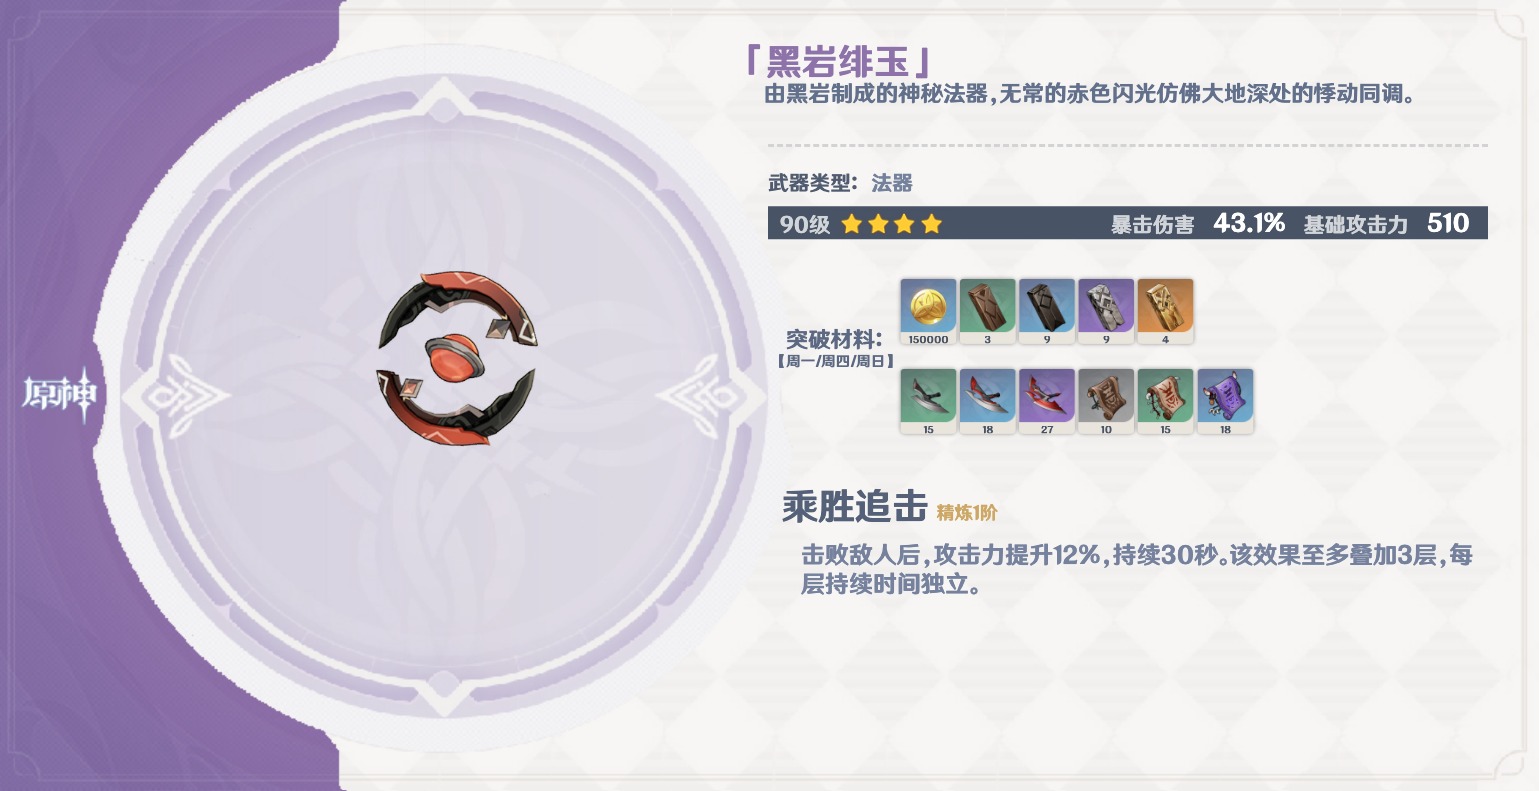 「黑岩绯玉」
由黑岩制成的神秘法器,无常的赤色闪光仿佛大地深处的悸动同调。
武器类型: 法器
90级 暴击伤害 43.1% 基础攻击力 510
150000 3 9 9 4
突破材料:
【周一/周四/周日】
15 18 27 10 15 18
原神
乘胜追击 精炼1阶
击败敌人后,攻击力提升12%,持续30秒。该效果至多叠加3层,每
层持续时间独立。